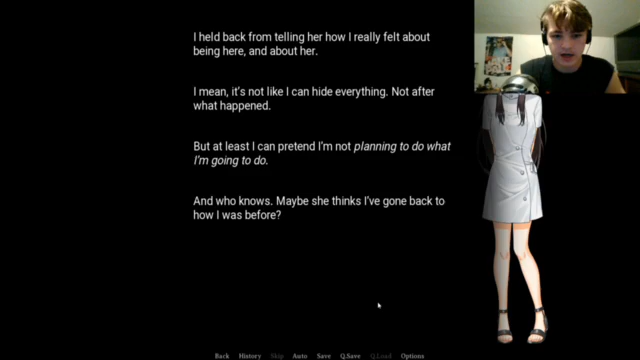 I held back from telling her how I really felt about
being here, and about her.
I mean, it's not like I can hide everything. Not after
what happened.
But at least I can pretend I'm not planning to do what
I'm going to do.
And who knows. Maybe she thinks I've gone back to
how I was before?
Back History Skip Auto Save Q.Save Q.Load Options